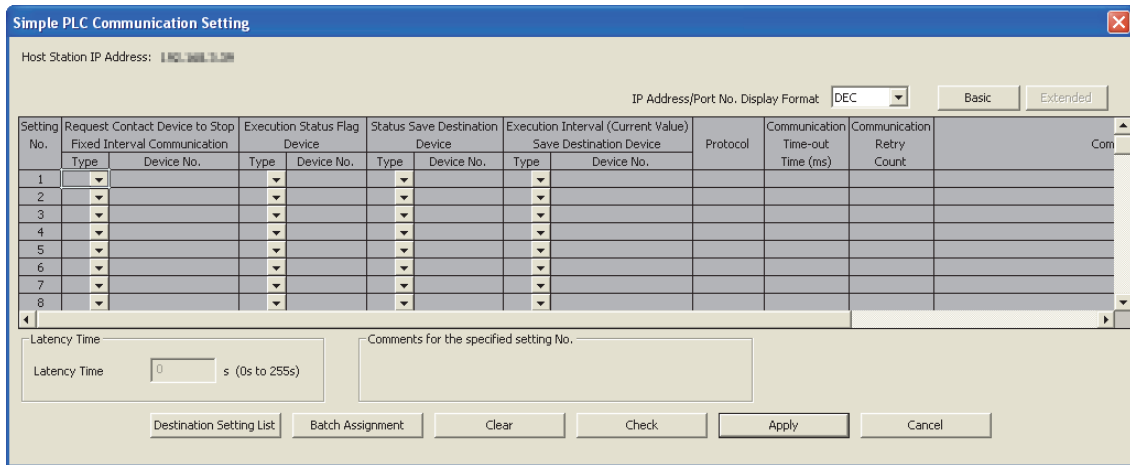 Simple PLC Communication Setting
Host Station IP Address:
IP Address/Port No. Display Format DEC Basic Extended
Setting No. Request Contact Device to Stop Fixed Interval Communication Execution Status Flag Device Status Save Destination Device Execution Interval (Current Value) Save Destination Device Protocol Communication Time-out Time (ms) Communication Retry Count Com
Type Device No. Type Device No. Type Device No. Type Device No.
1
2
3
4
5
6
7
8
Latency Time
Latency Time 0 s (0s to 255s)
Comments for the specified setting No.
Destination Setting List Batch Assignment Clear Check Apply Cancel